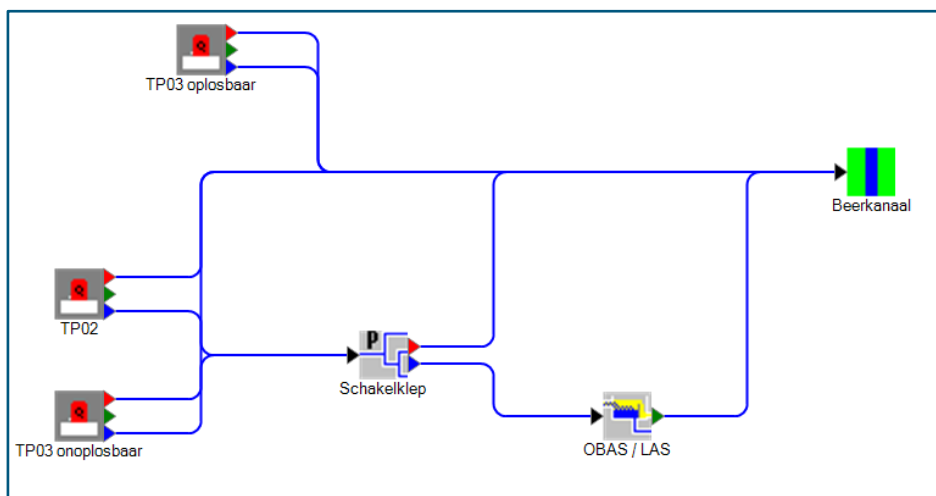 TP03 oplosbaar
Beerkanaal
TP02
P
Schakelklep
TP03 onoplosbaar
OBAS / LAS